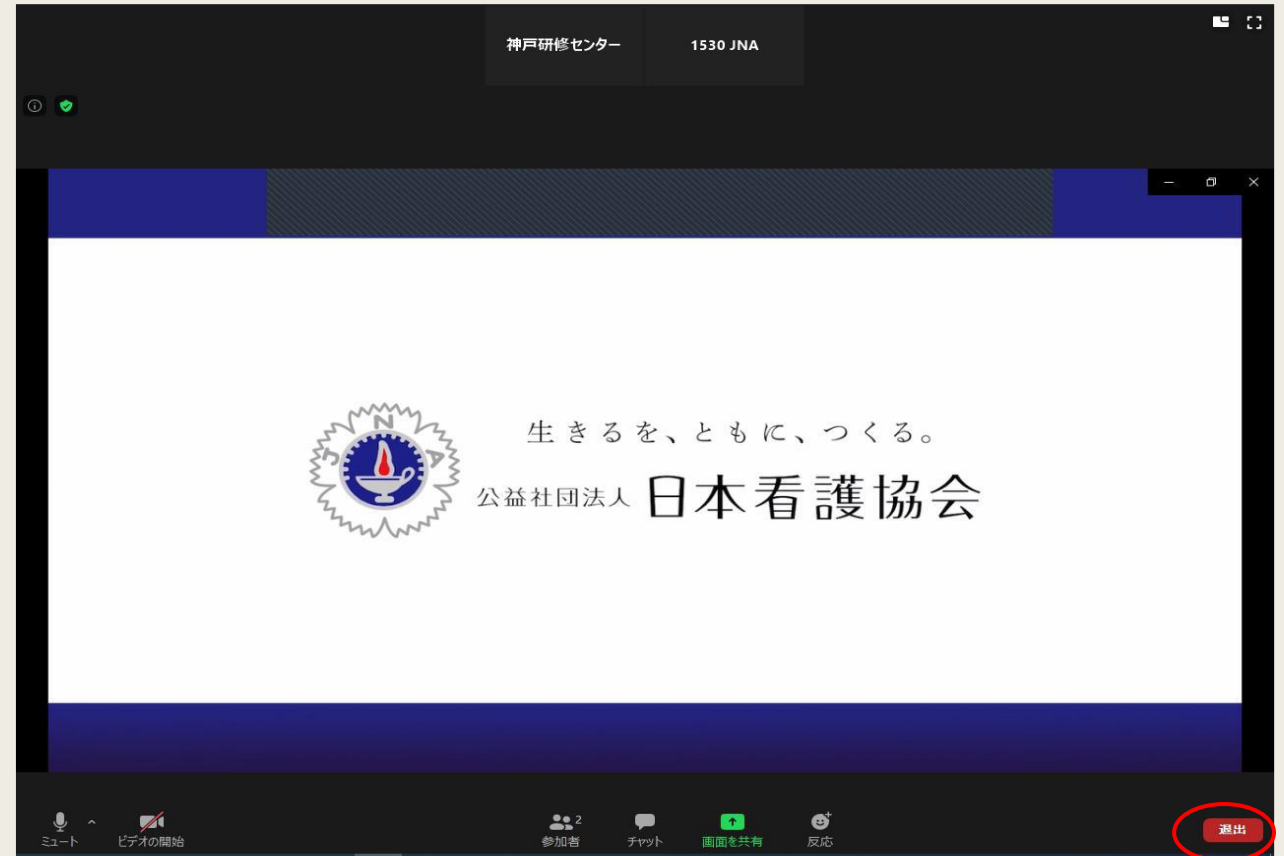 神戸研修センター
1530 JNA
JNA
生きるを、ともに、つくる。
公益社団法人 日本看護協会
ミュート
ビデオの開始
2
参加者
チャット
画面を共有
反応
退出